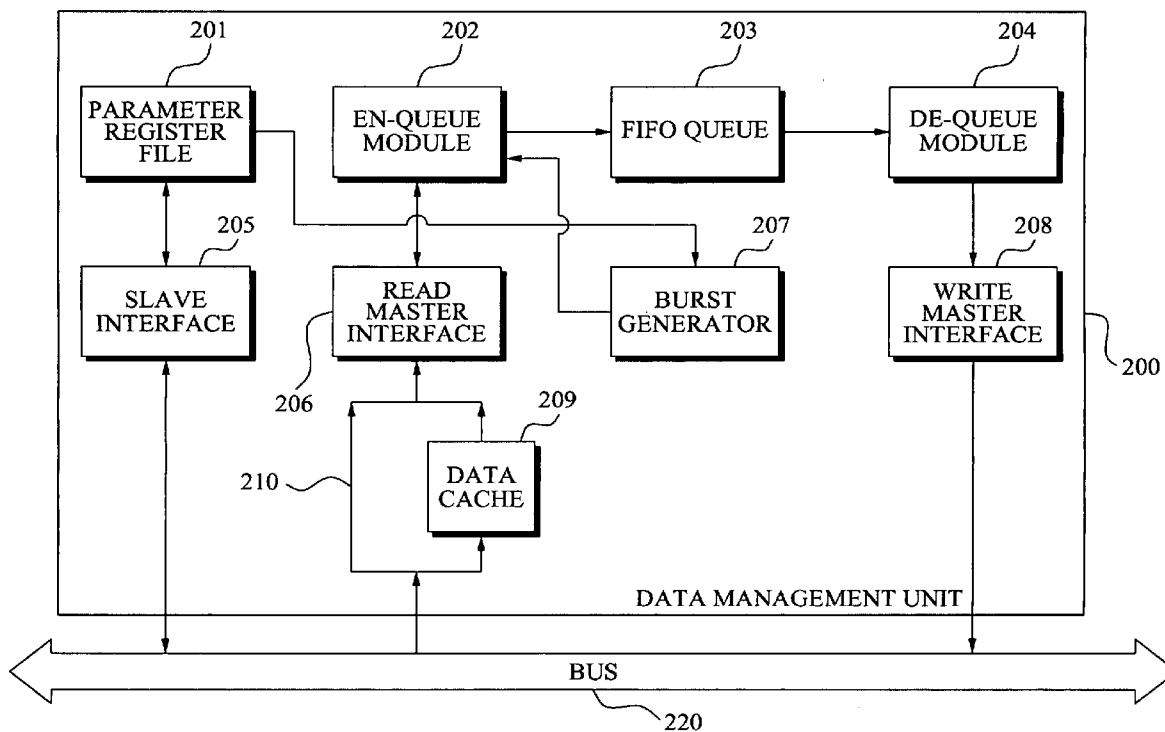 201
202
203
204
PARAMETER
REGISTER
FILE
EN-QUEUE
MODULE
FIFO QUEUE
DE-QUEUE
MODULE
205
207
208
SLAVE
INTERFACE
READ
MASTER
INTERFACE
BURST
GENERATOR
WRITE
MASTER
INTERFACE
200
206
209
210
DATA
CACHE
DATA MANAGEMENT UNIT
BUS
220